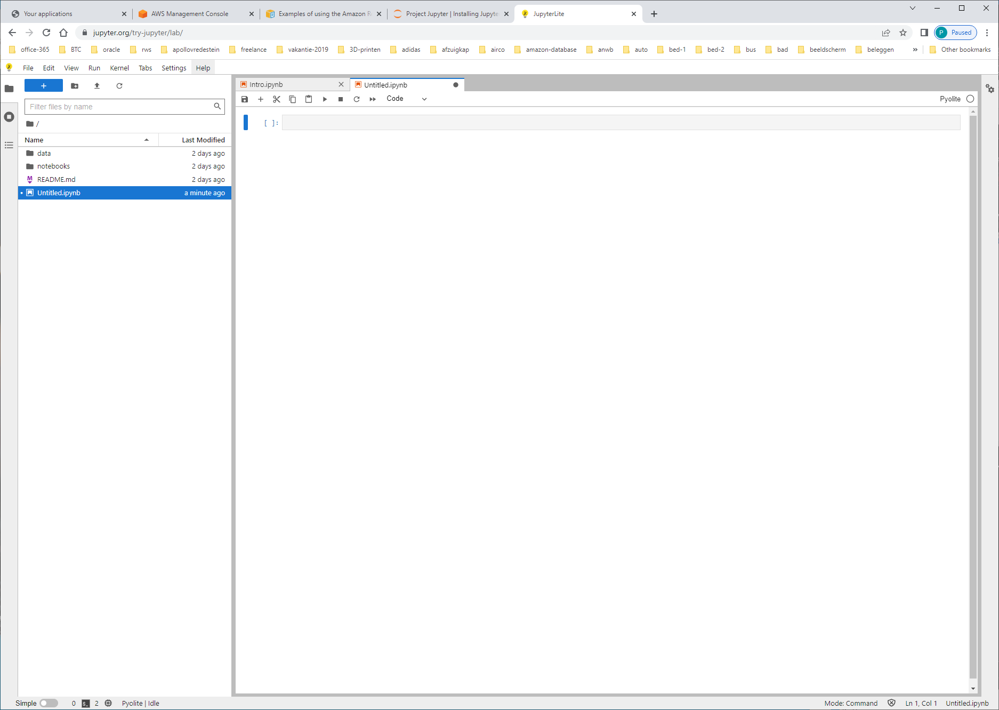 Your applications
AWS Management Console
Examples of using the Amazon R
Project Jupyter | Installing Jupyte
JupyterLite
jupyter.org/try-jupyter/lab/
P Paused
office-365 BTC oracle rws apollovredestein freelance vakantie-2019 3D-printen adidas afzuigkap airco amazon-database anwb auto bed-1 bed-2 bus bad beeldscherm beleggen » Other bookmarks
File Edit View Run Kernel Tabs Settings Help
Intro.ipynb
Untitled.ipynb
Code
Pyolite
Filter files by name
/
[ ]:
Name Last Modified
data 2 days ago
notebooks 2 days ago
README.md 2 days ago
Untitled.ipynb a minute ago
Simple 0 $_ 2 Pyolite | Idle Mode: Command Ln 1, Col 1 Untitled.ipynb